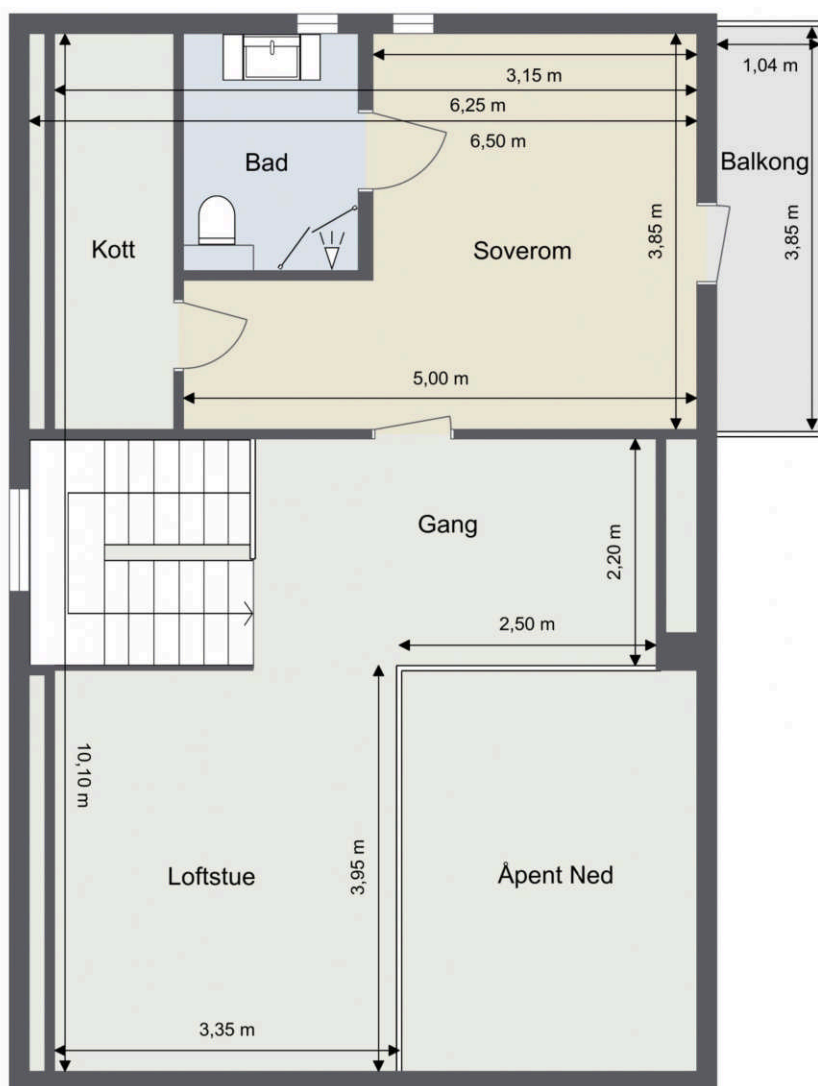 3,15 m
1,04 m
6,25 m
6,50 m
Bad
Balkong
Kott
Soverom
3,85 m
3,85 m
5,00 m
Gang
2,20 m
2,50 m
10,10 m
3,95 m
Loftstue
Åpent Ned
3,35 m